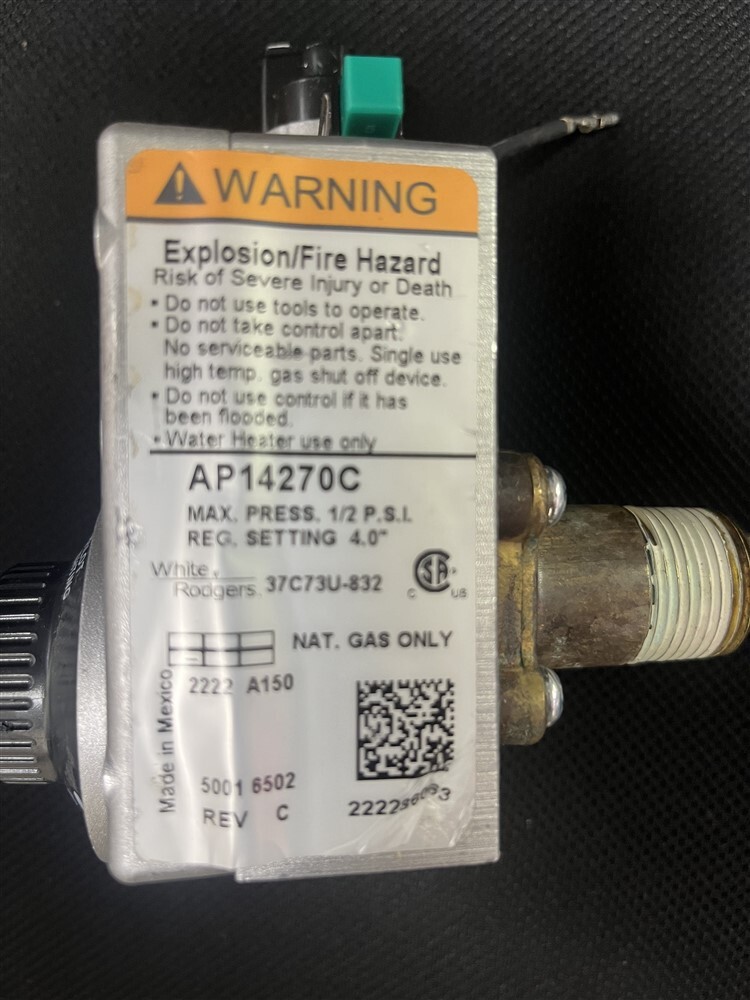 WARNING
Explosion/Fire Hazard
Risk of Severe Injury or Death
• Do not use tools to operate.
• Do not take control apart.
No serviceable parts. Single use
high temp. gas shut off device.
• Do not use control if it has
been flooded.
• Water Heater use only
AP14270C
MAX. PRESS. 1/2 P.S.I.
REG. SETTING 4.0"
White
Rodgers. 37C73U-832
CSA
C US
NAT. GAS ONLY
2222 A150
Made in Mexico
5001 6502
REV C